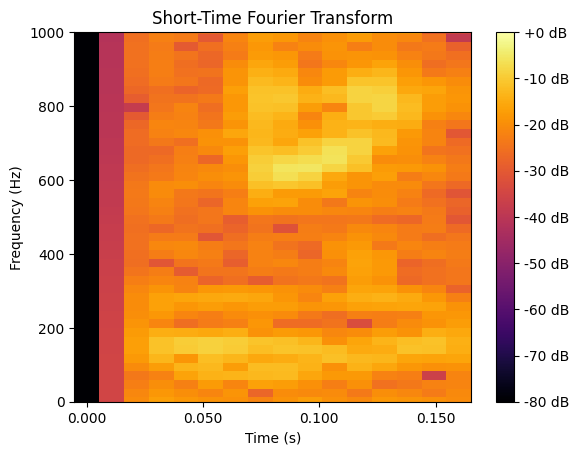 Short-Time Fourier Transform
1000
800
600
400
200
0
Frequency (Hz)
0.000
0.050
0.100
0.150
Time (s)
+0 dB
-10 dB
-20 dB
-30 dB
-40 dB
-50 dB
-60 dB
-70 dB
-80 dB